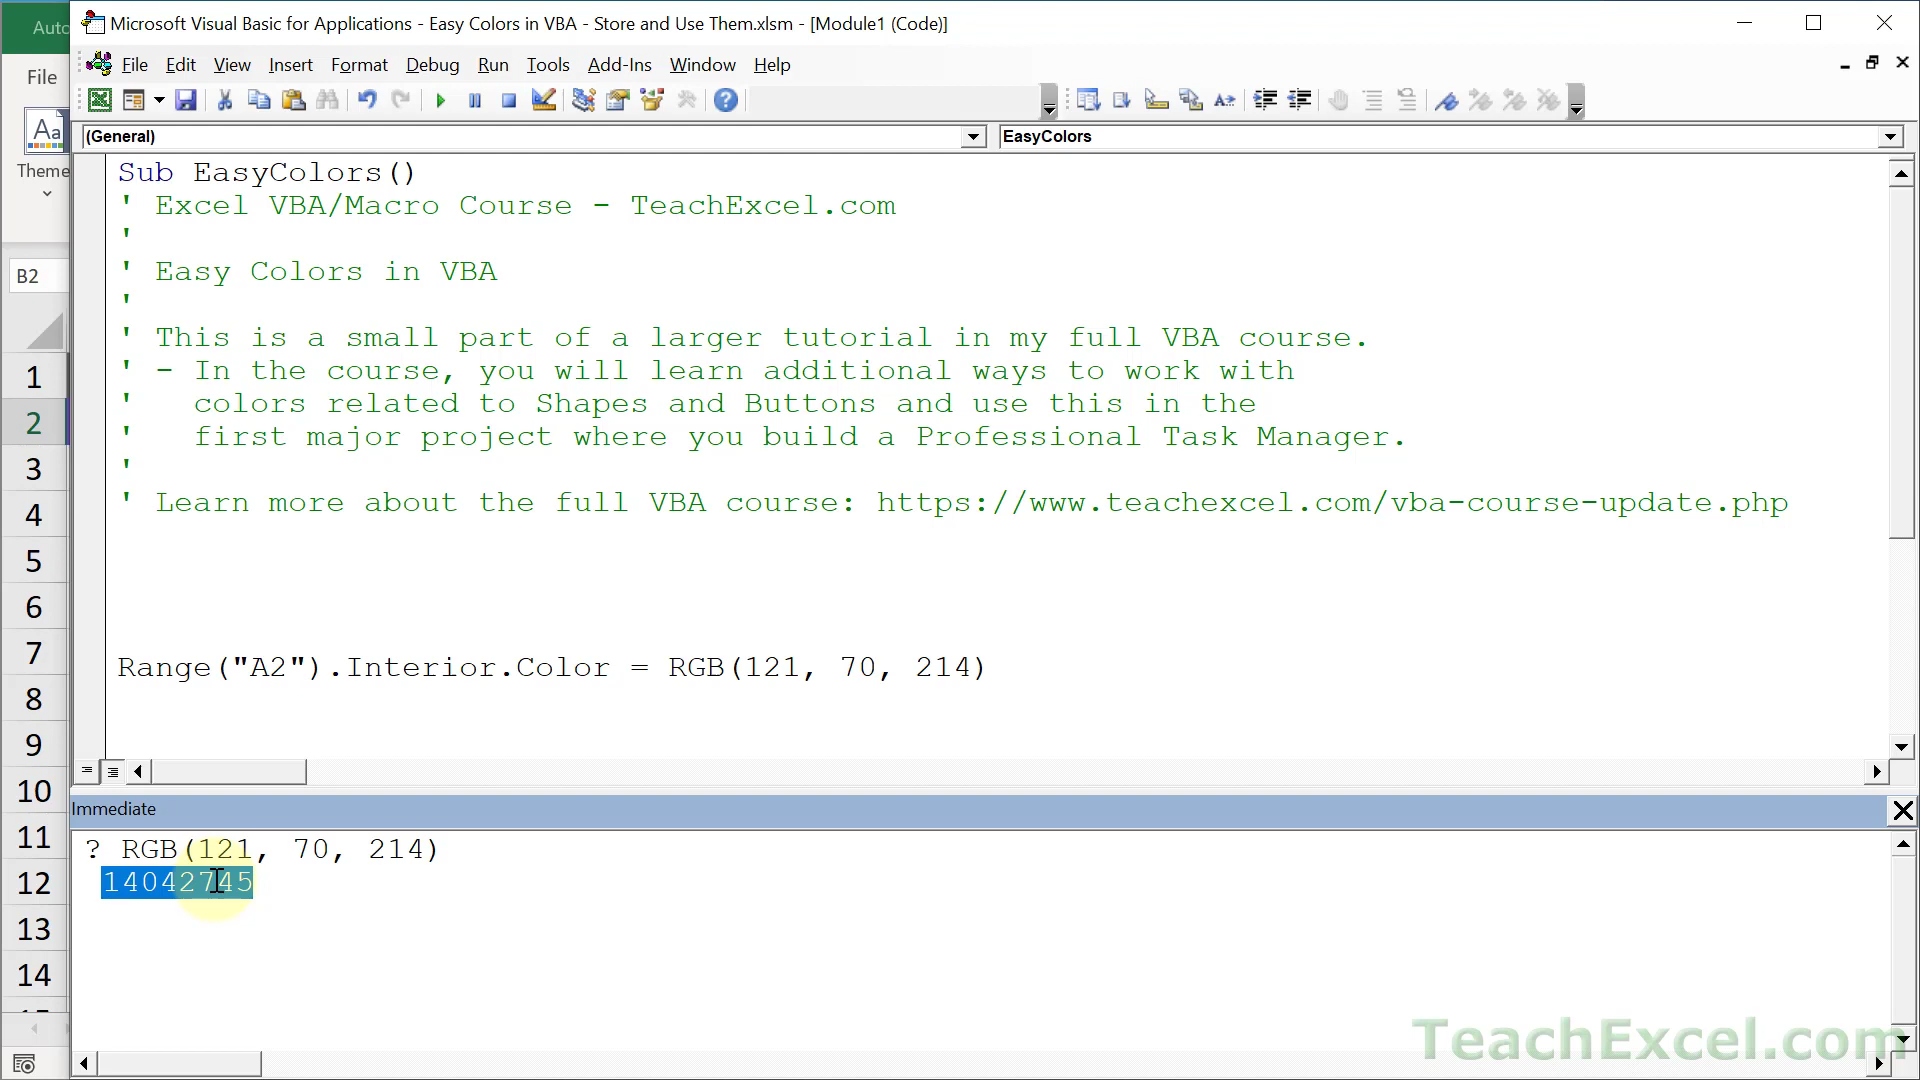 Auto
Microsoft Visual Basic for Applications - Easy Colors in VBA - Store and Use Them.xlsm - [Module1 (Code)]
File
File Edit View Insert Format Debug Run Tools Add-Ins Window Help
Aa
Theme
(General)
EasyColors
B2
1
2
3
4
5
6
7
8
9
10
11
12
13
14
Sub EasyColors()
' Excel VBA/Macro Course - TeachExcel.com
'
' Easy Colors in VBA
'
' This is a small part of a larger tutorial in my full VBA course.
' - In the course, you will learn additional ways to work with
' colors related to Shapes and Buttons and use this in the
' first major project where you build a Professional Task Manager.
'
' Learn more about the full VBA course: https://www.teachexcel.com/vba-course-update.php
Range("A2").Interior.Color = RGB(121, 70, 214)
Immediate
? RGB(121, 70, 214)
14042745
TeachExcel.com